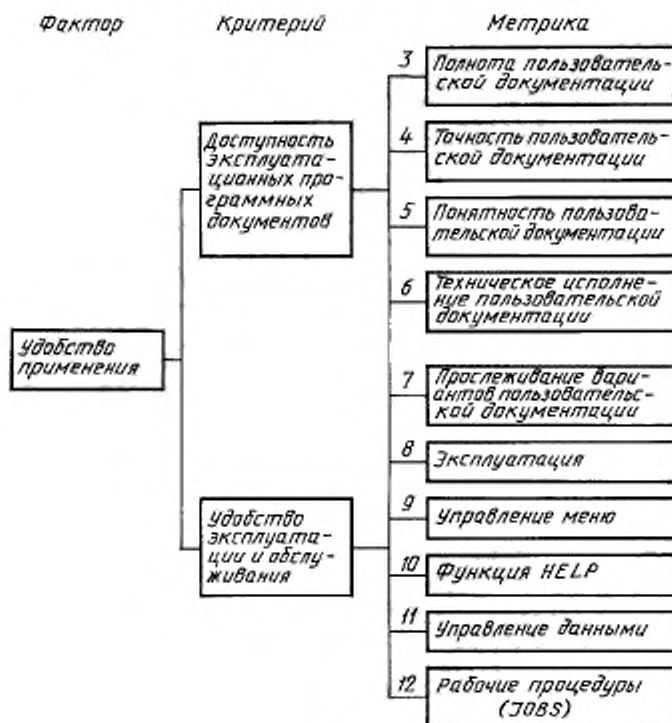 Фактор Критерий Метрика
3 Полнота пользователь-
ской документации
Доступность
эксплуата-
ционных про-
граммных
документов
4 Точность пользователь-
ской документации
5 Понятность пользова-
тельской документации
6 Техническое исполне-
ние пользовательской
документации
Удобство
применения
7 Прослеживание вари-
антов пользователь-
ской документации
8 Эксплуатация
Удобство
эксплуата-
ции и обслу-
живания
9 Управление меню
10 Функция HELP
11 Управление данными
12 Рабочие процедуры
(JOBS)